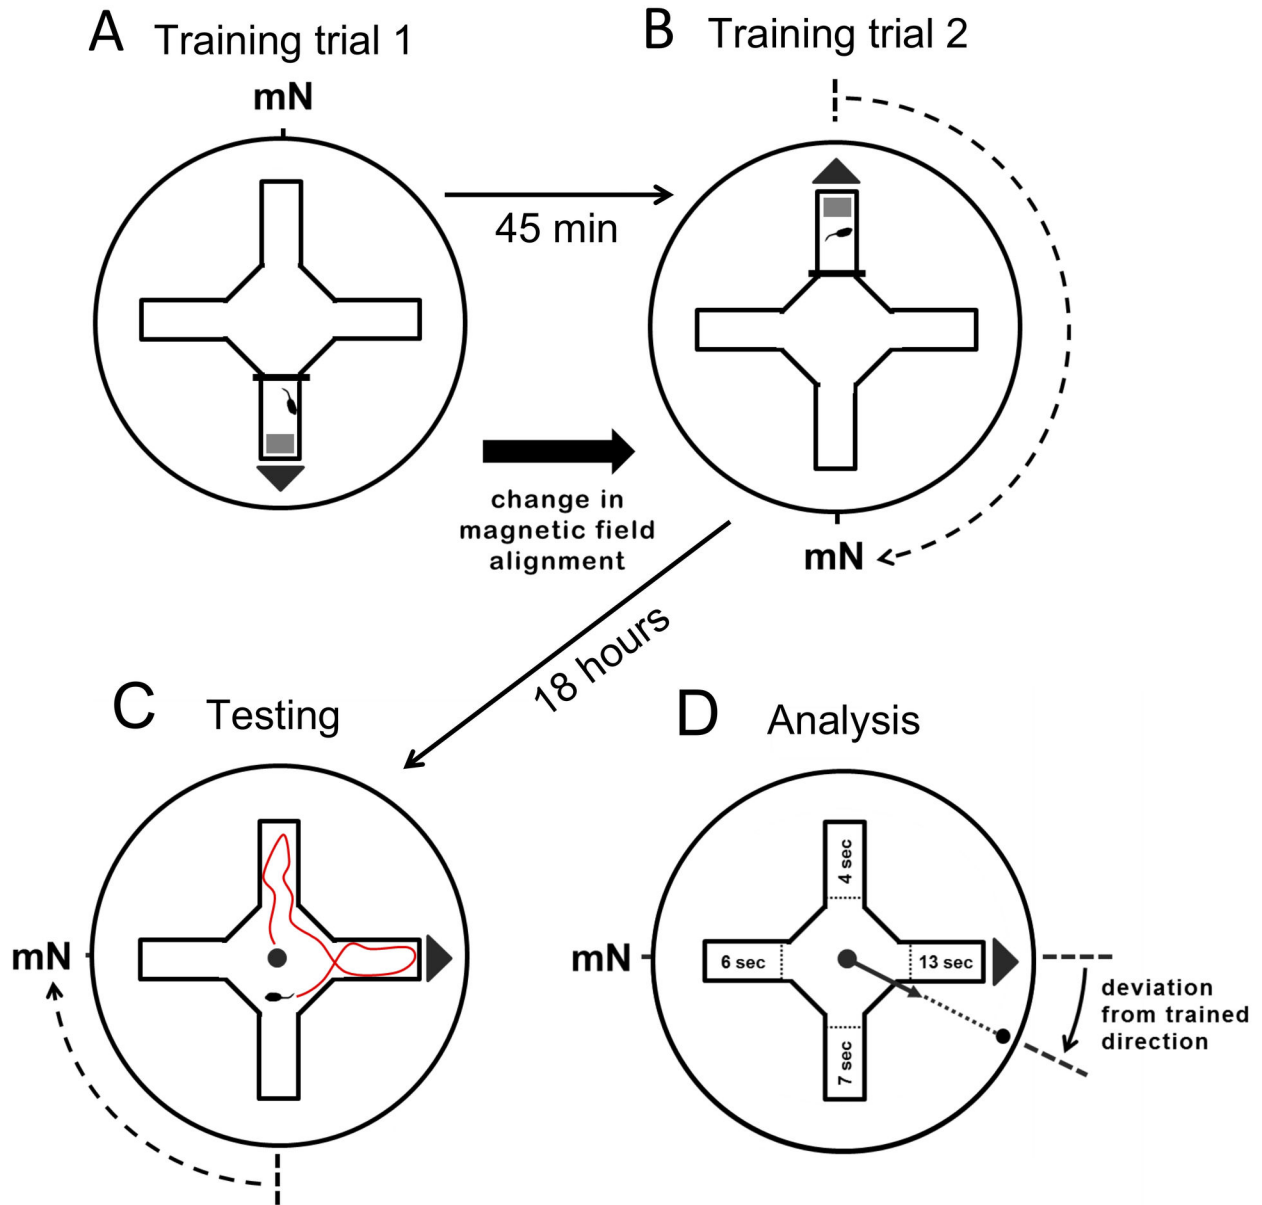 A Training trial 1
mN
B Training trial 2
45 min
change in
magnetic field
alignment
mN
18 hours
C Testing
mN
D Analysis
mN
4 sec
6 sec
13 sec
7 sec
deviation
from trained
direction